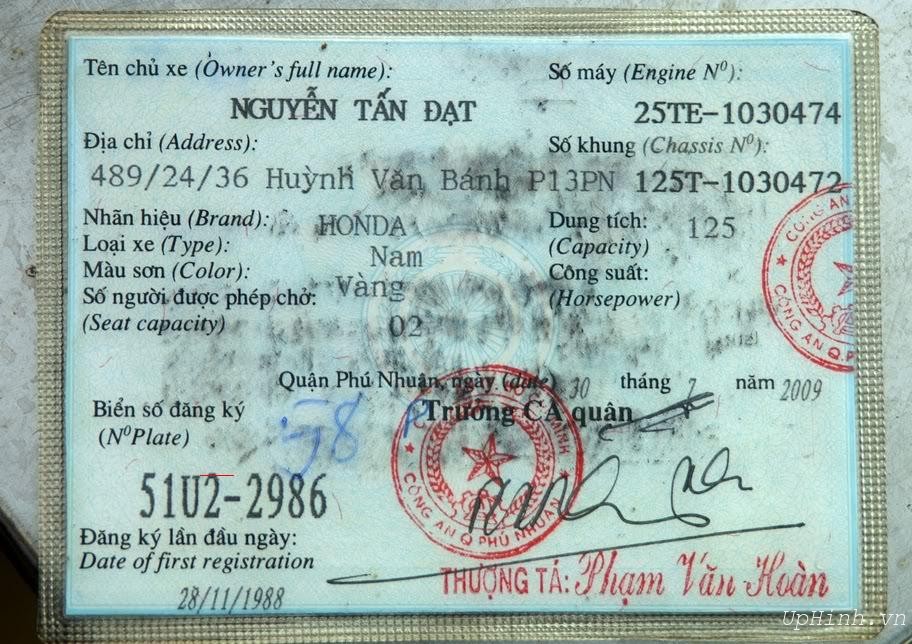 Tên chủ xe (Owner's full name):
NGUYỄN TẤN ĐẠT
Số máy (Engine N⁰):
25TE-1030474
Địa chỉ (Address):
489/24/36 Huỳnh Văn Bánh P13PN
Số khung (Chassis N⁰):
125T-1030472
Nhãn hiệu (Brand): HONDA
Loại xe (Type): Nam
Màu sơn (Color): Vàng
Số người được phép chở:
(Seat capacity) 02
Dung tích: 125
(Capacity)
Công suất:
(Horsepower)
CÔNG AN Q.P
Quận Phú Nhuận, ngày (date) 30 tháng 7 năm 2009
Trưởng CA quận
Biển số đăng ký
(N⁰Plate)
51U2-2986
Đăng ký lần đầu ngày:
Date of first registration
28/11/1988
CÔNG AN Q PHÚ NHUẬN
THƯỢNG TÁ: Phạm Văn Hoàn
UpHinh.vn